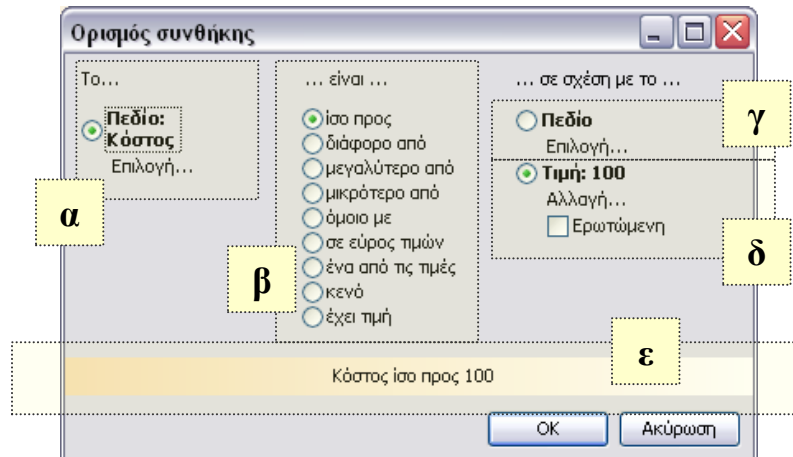 Ορισμός συνθήκης
Το...
Πεδίο:
Κόστος
Επιλογή...
α
... είναι ...
ίσο προς
διάφορο από
μεγαλύτερο από
μικρότερο από
όμοιο με
σε εύρος τιμών
ένα από τις τιμές
κενό
έχει τιμή
β
... σε σχέση με το ...
Πεδίο
Επιλογή...
γ
Τιμή: 100
Αλλαγή...
Ερωτώμενη
δ
ε
Κόστος ίσο προς 100
OK
Ακύρωση